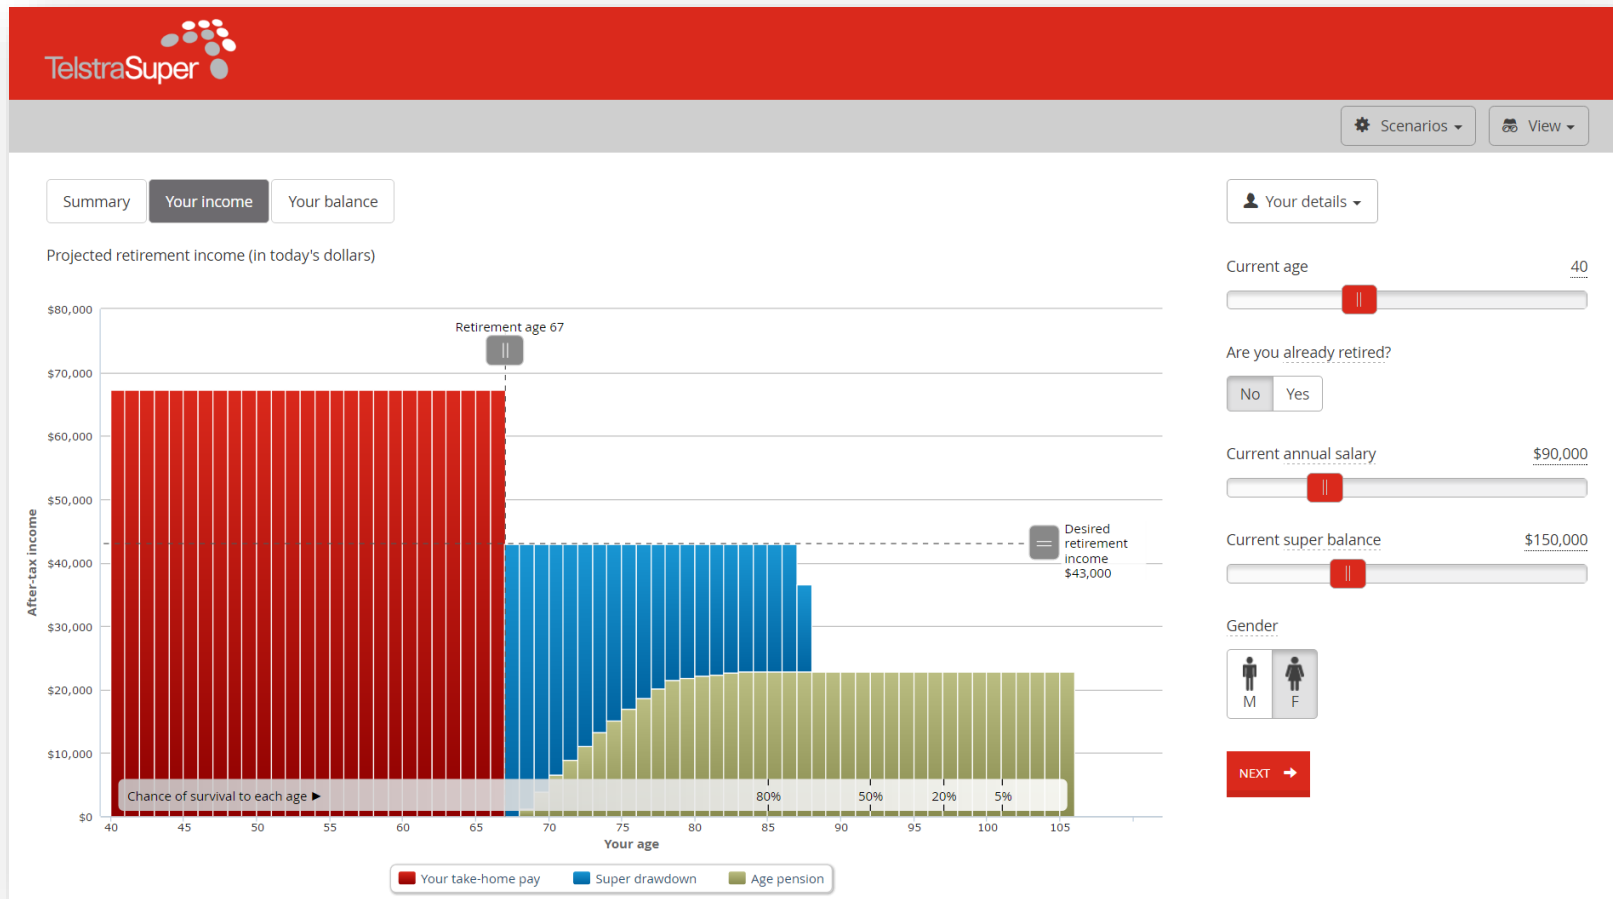 TelstraSuper
Scenarios
View
Summary
Your income
Your balance
Your details
Projected retirement income (in today's dollars)
Current age
40
$80,000
Retirement age 67
Are you already retired?
$70,000
No
Yes
$60,000
Current annual salary
$90,000
$50,000
Desired
retirement
income
$43,000
Current super balance
$150,000
$40,000
After-tax income
$30,000
Gender
M
F
$20,000
$10,000
NEXT
Chance of survival to each age
80%
50%
20%
5%
$0
40
45
50
55
60
65
70
75
80
85
90
95
100
105
Your age
Your take-home pay
Super drawdown
Age pension